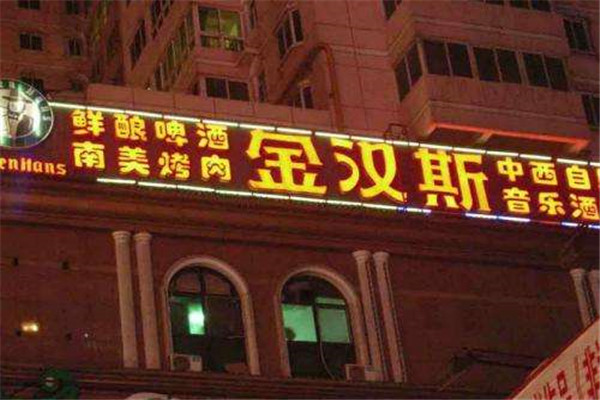 鲜酿啤酒
南美烤肉
金汉斯
中西自
音乐酒
enHans